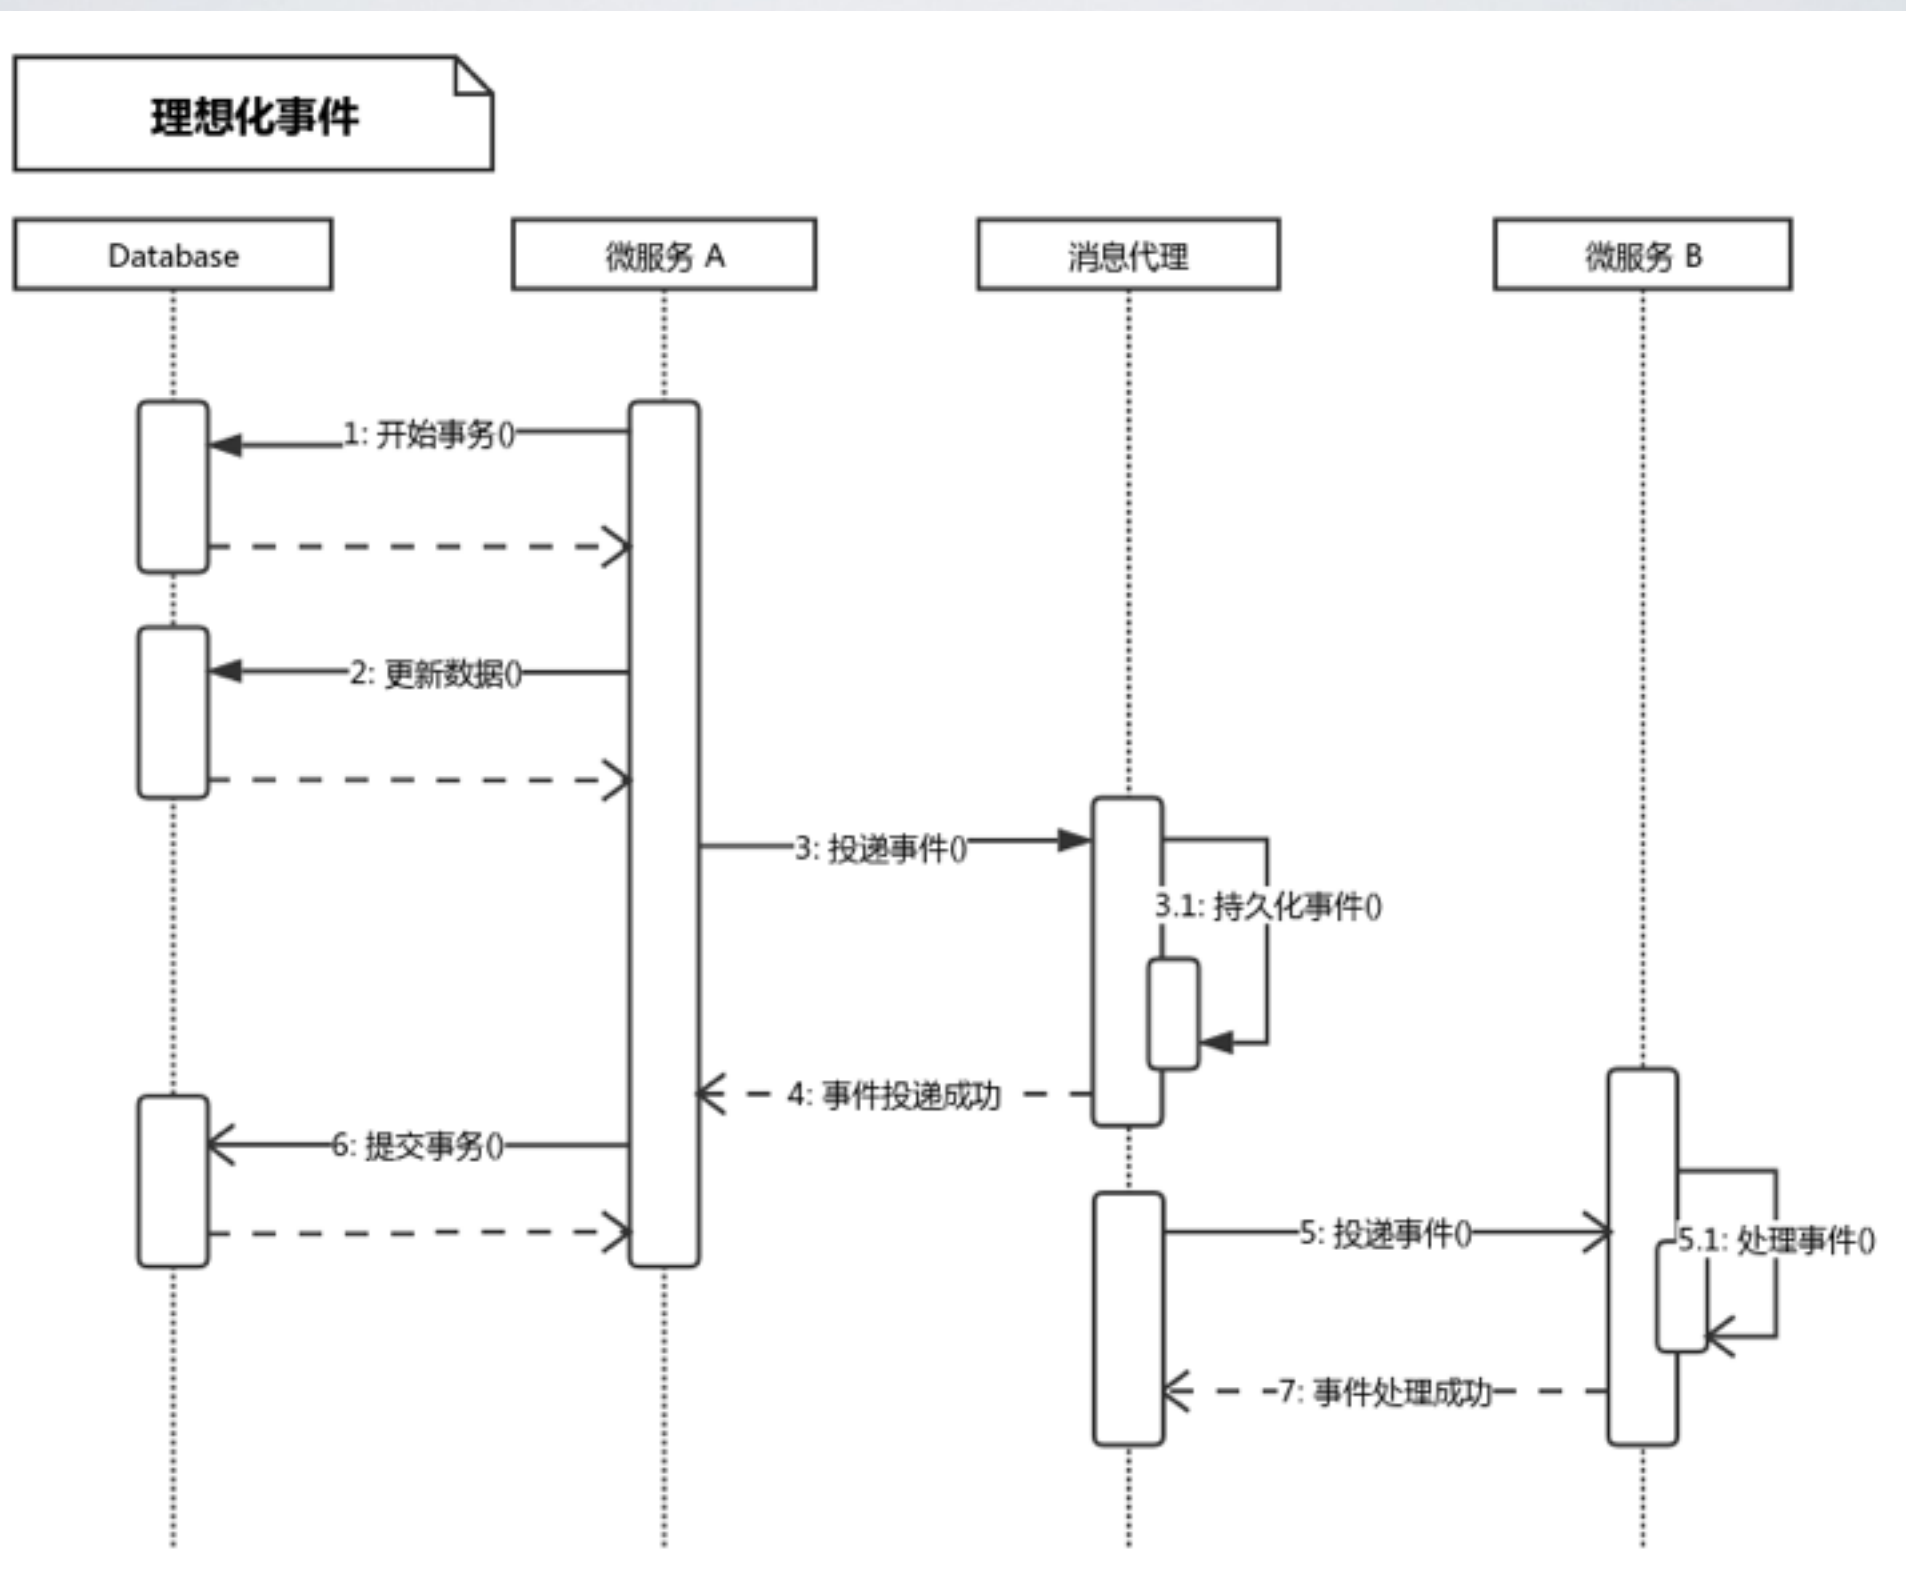 理想化事件
Database
微服务 A
消息代理
微服务 B
1: 开始事务()
2: 更新数据()
3: 投递事件()
3.1: 持久化事件()
4: 事件投递成功
6: 提交事务()
5: 投递事件()
5.1: 处理事件()
7: 事件处理成功